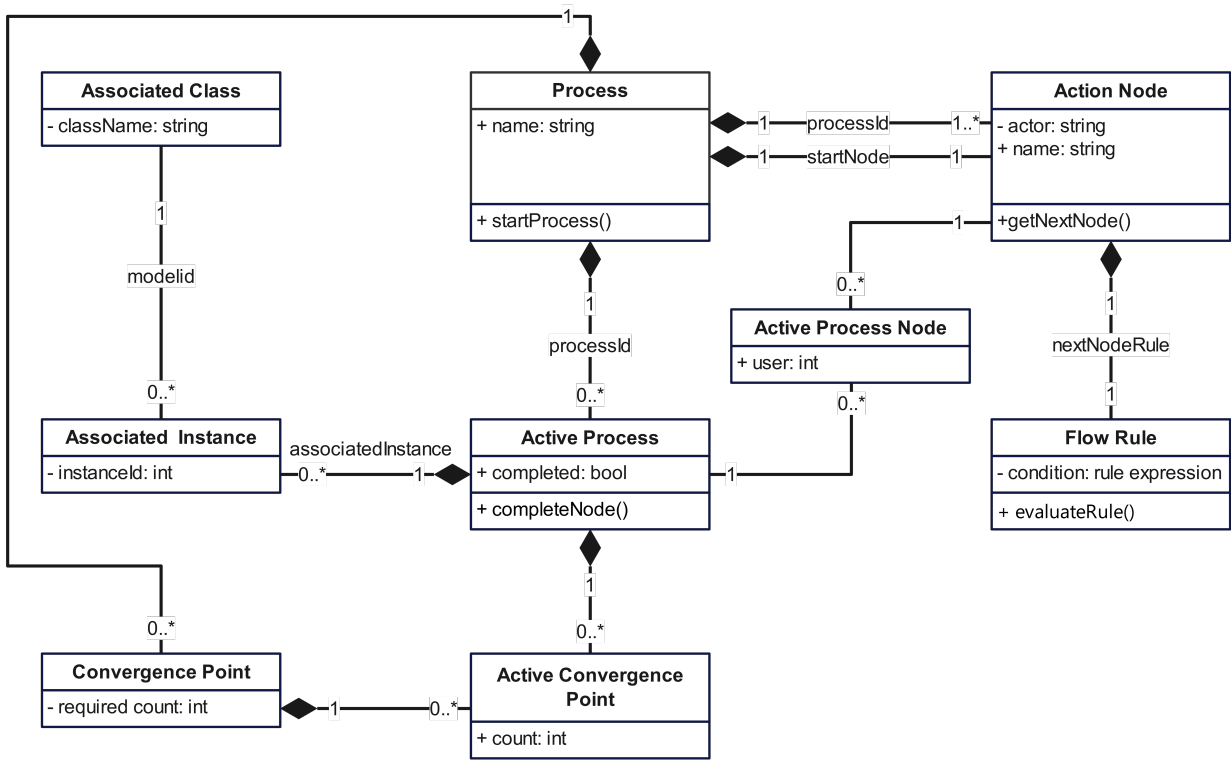 1
Associated Class
- className: string
Process
+ name: string
+ startProcess()
1 processId 1..*
1 startNode 1
Action Node
- actor: string
+ name: string
+getNextNode()
1
modelid
0..*
1
processId
0..*
1
0..*
Active Process Node
+ user: int
0..*
1
1
nextNodeRule
1
Associated Instance
- instanceId: int
associatedInstance
0..* 1
Active Process
+ completed: bool
+ completeNode()
Flow Rule
- condition: rule expression
+ evaluateRule()
1
0..*
0..*
Convergence Point
- required count: int
1 0..*
Active Convergence
Point
+ count: int